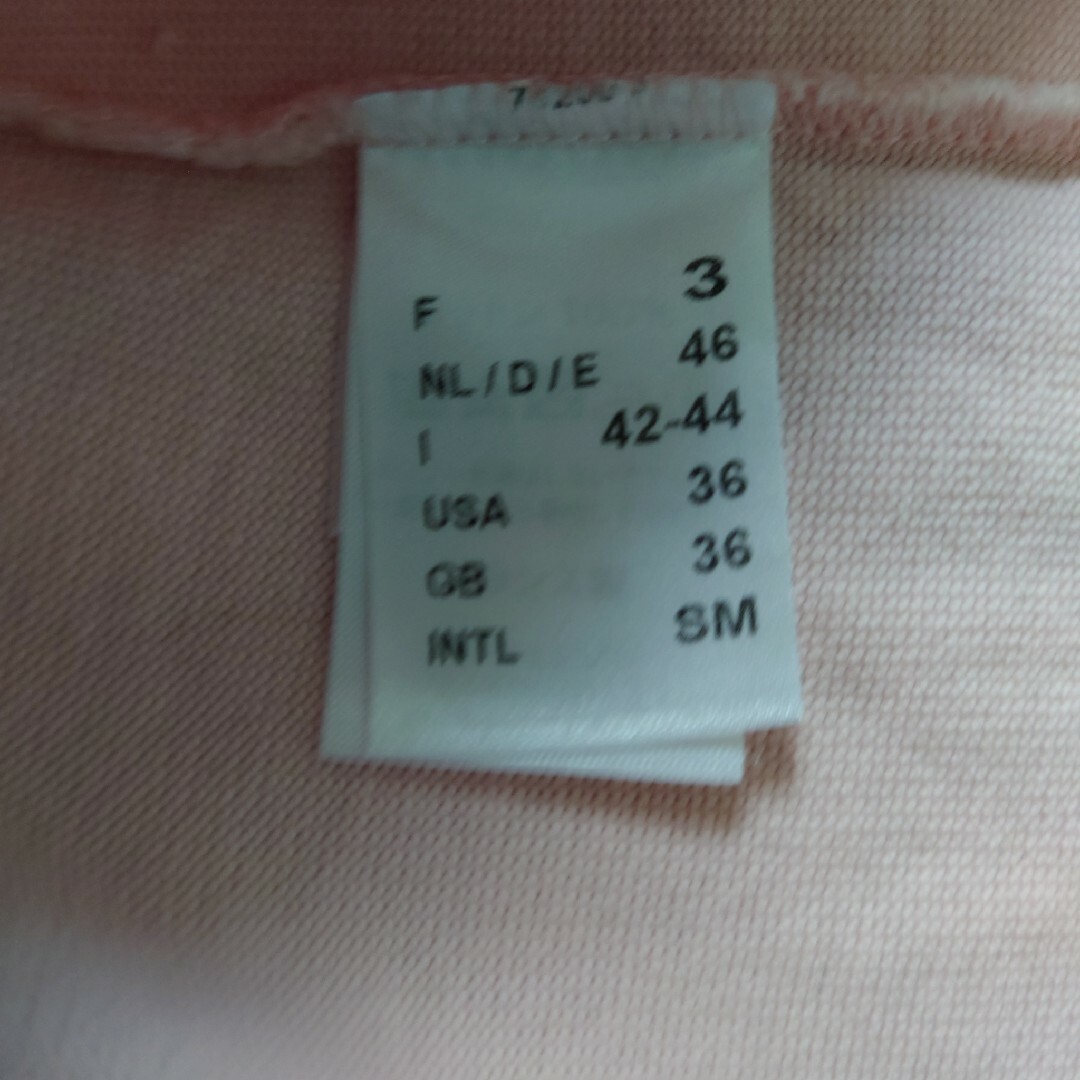 F 3
NL / D / E 46
I 42-44
USA 36
GB 36
INTL SM